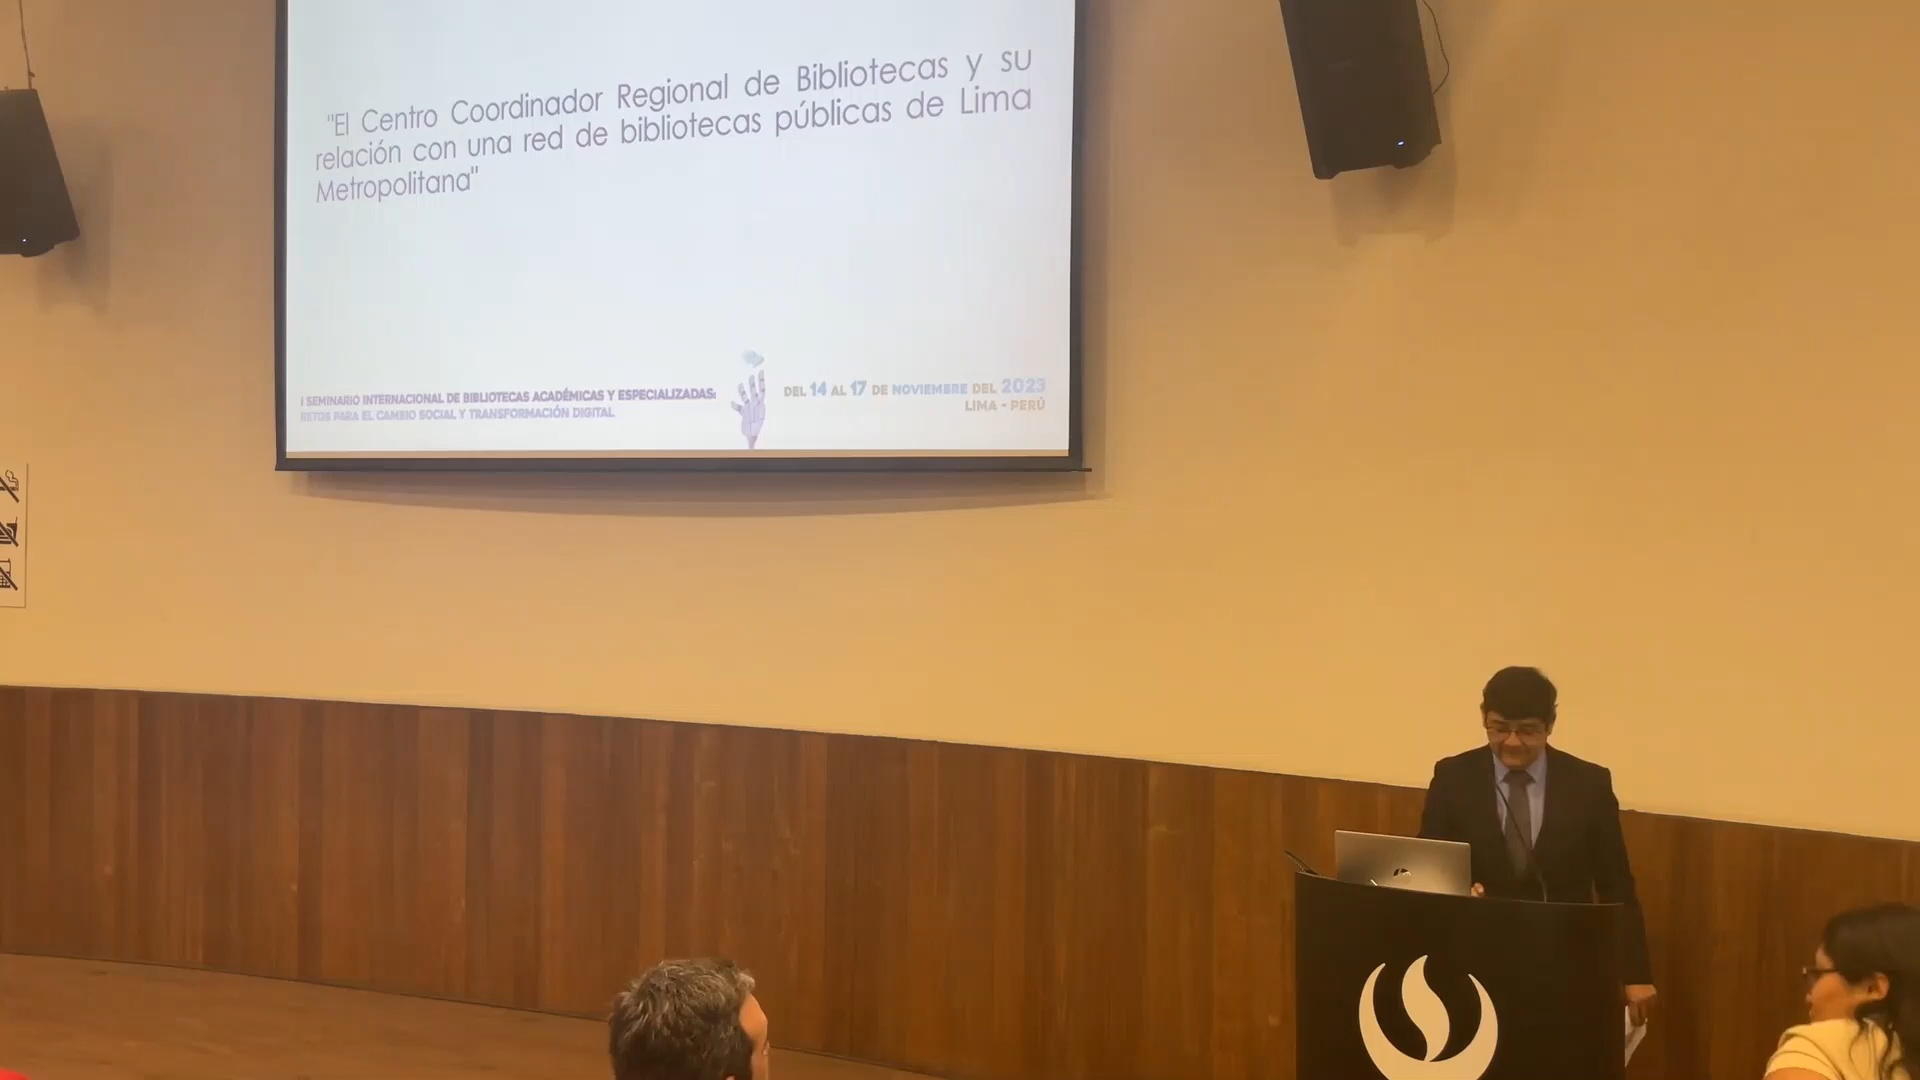 "El Centro Coordinador Regional de Bibliotecas y su
relación con una red de bibliotecas públicas de Lima
Metropolitana"
I SEMINARIO INTERNACIONAL DE BIBLIOTECAS ACADÉMICAS Y ESPECIALIZADAS:
RETOS PARA EL CAMBIO SOCIAL Y TRANSFORMACIÓN DIGITAL
DEL 14 AL 17 DE NOVIEMBRE DEL 2023
LIMA - PERÚ